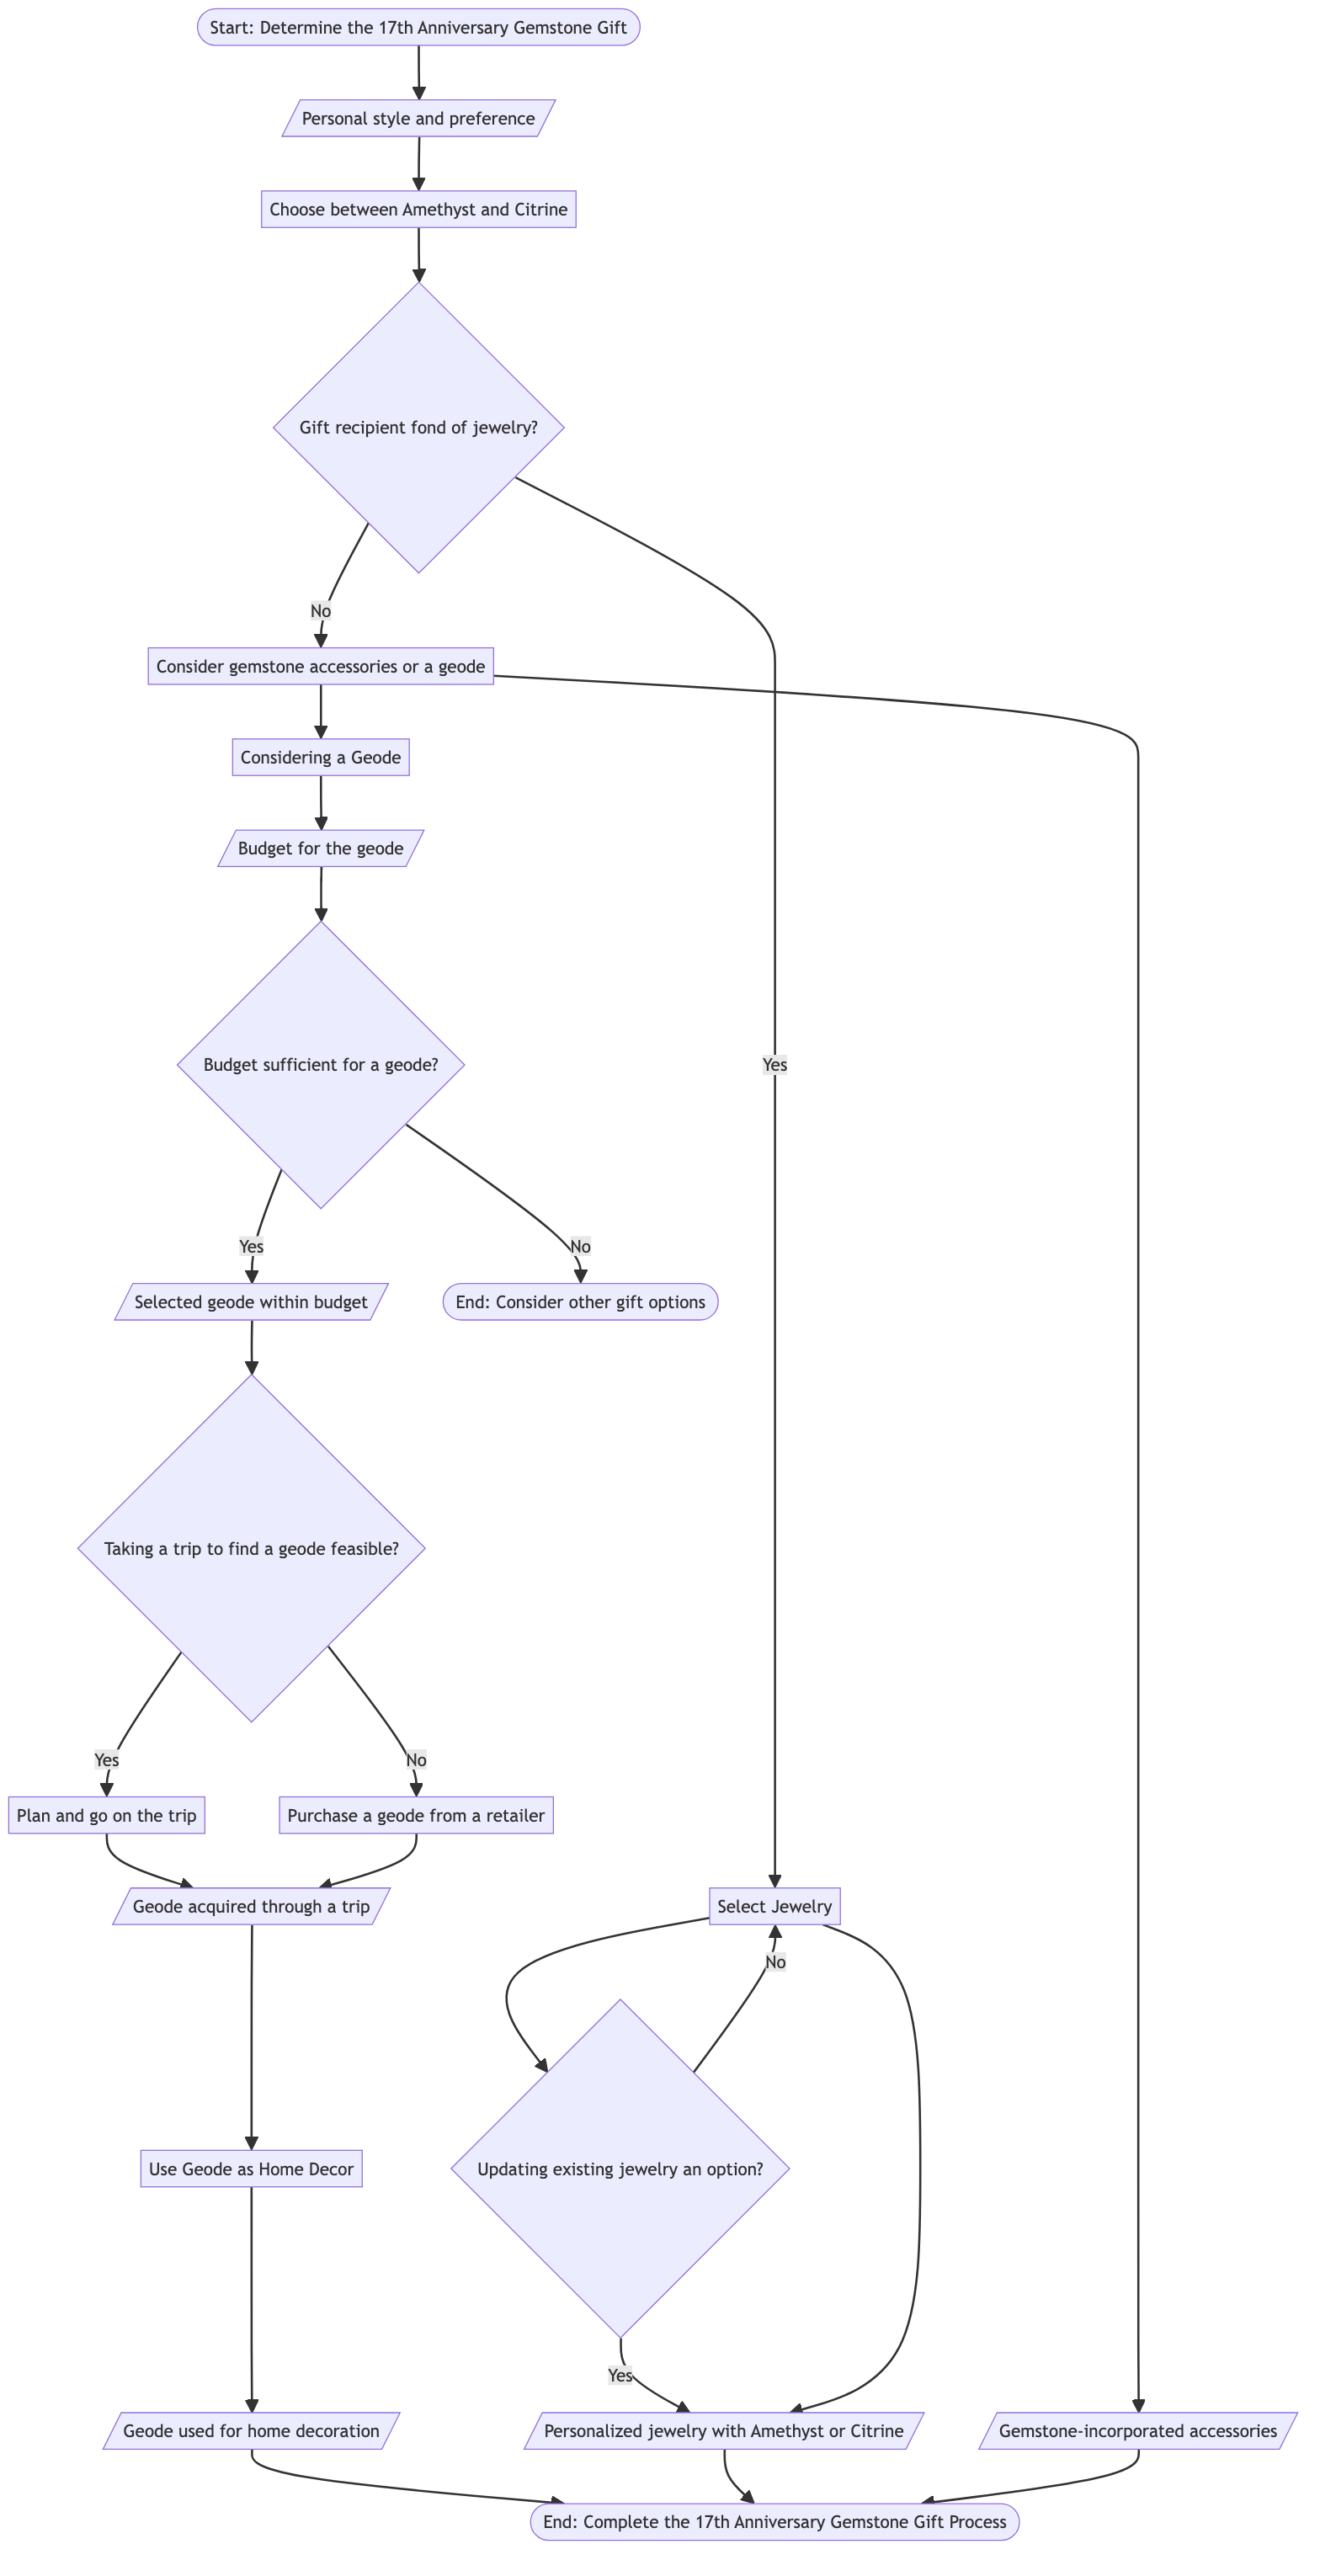 Start: Determine the 17th Anniversary Gemstone Gift
Personal style and preference
Choose between Amethyst and Citrine
Gift recipient fond of jewelry?
No
Consider gemstone accessories or a geode
Considering a Geode
Budget for the geode
Budget sufficient for a geode?
Yes
Yes
No
Selected geode within budget
End: Consider other gift options
Taking a trip to find a geode feasible?
Yes
No
Plan and go on the trip
Purchase a geode from a retailer
Geode acquired through a trip
Select Jewelry
No
Use Geode as Home Decor
Updating existing jewelry an option?
Yes
Geode used for home decoration
Personalized jewelry with Amethyst or Citrine
Gemstone-incorporated accessories
End: Complete the 17th Anniversary Gemstone Gift Process